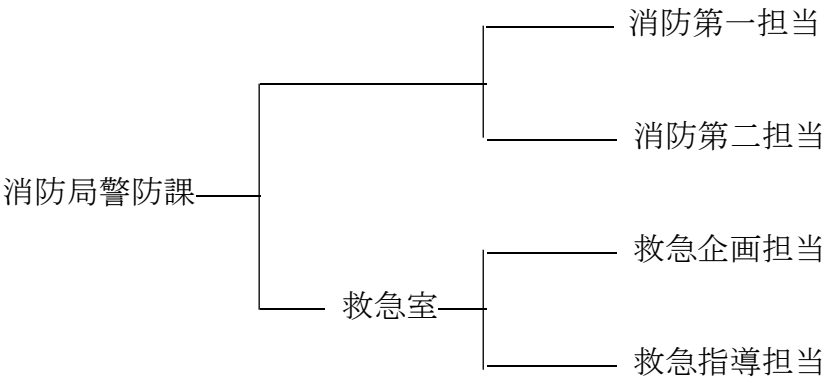 消防第一担当
消防第二担当
消防局警防課
救急企画担当
救急室
救急指導担当